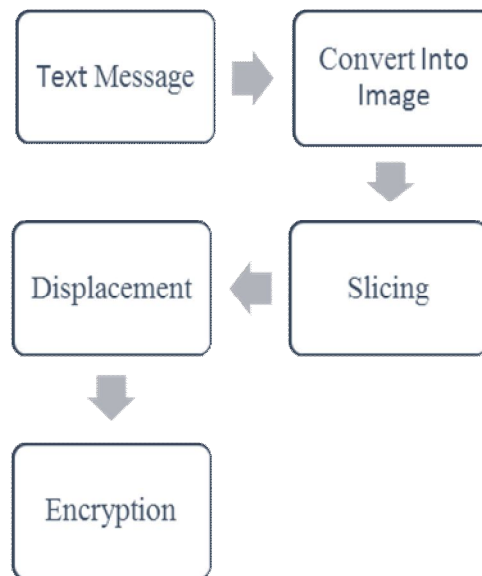 Text Message
Convert Into
Image
Slicing
Displacement
Encryption